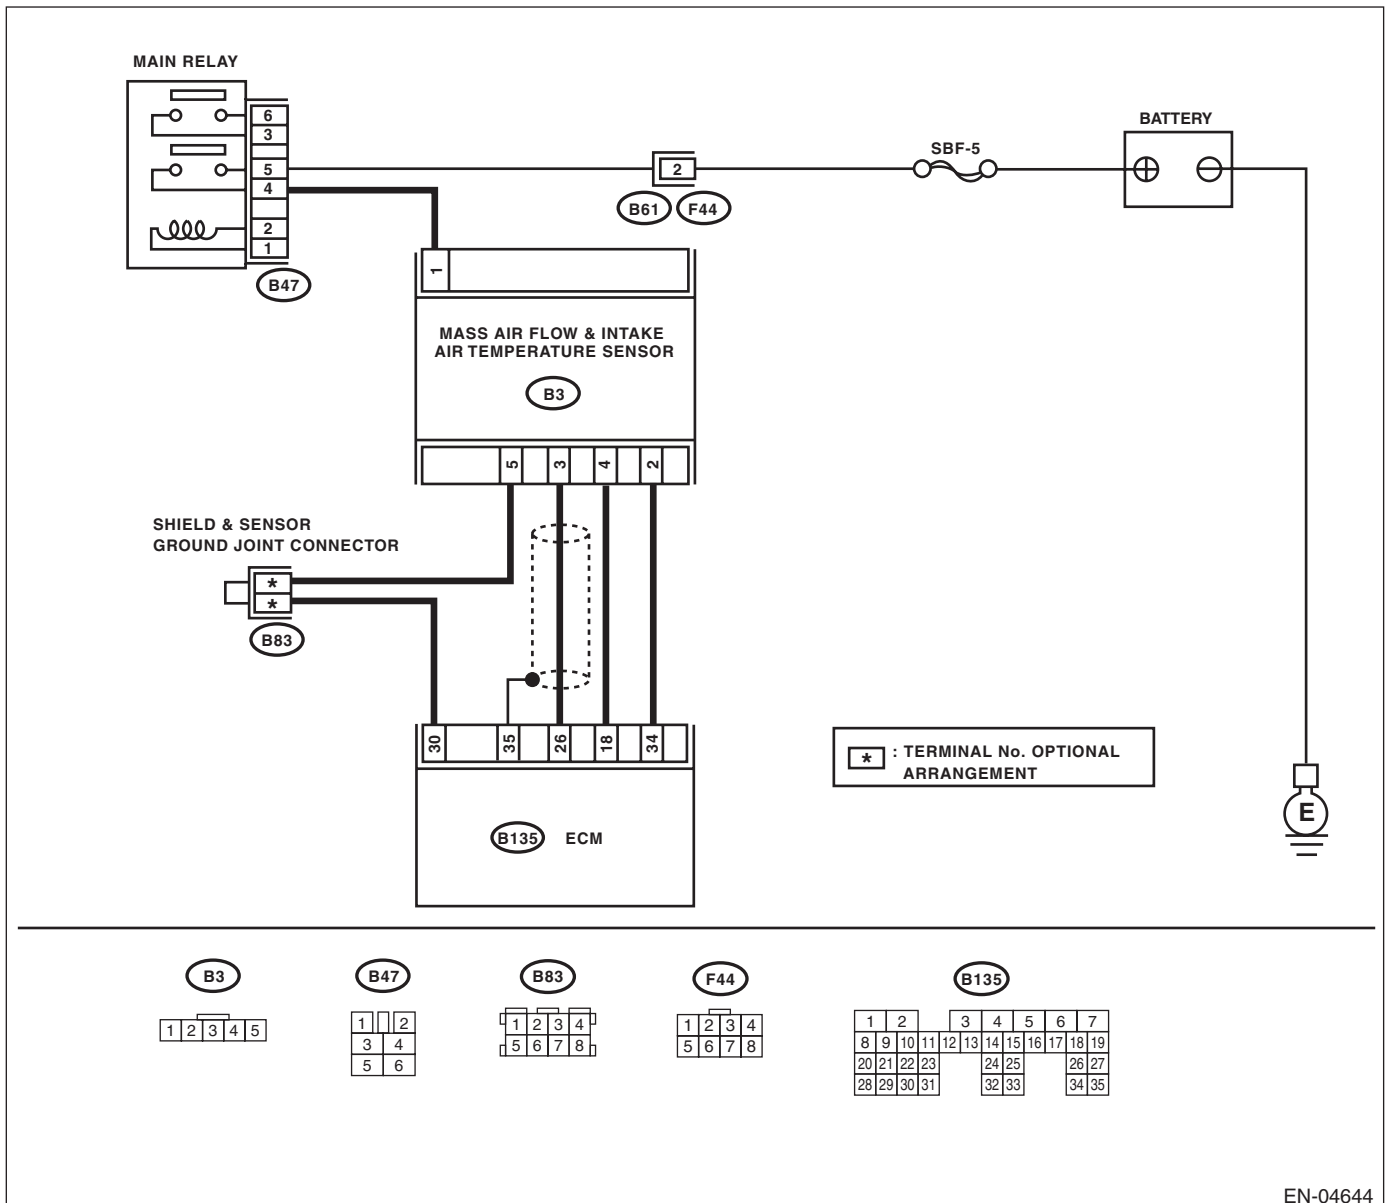 MAIN RELAY
6
3
5
4
2
1
B47
2
B61 F44
SBF-5
BATTERY
1
MASS AIR FLOW & INTAKE
AIR TEMPERATURE SENSOR
B3
5 3 4 2
SHIELD & SENSOR
GROUND JOINT CONNECTOR
*
*
B83
30 35 26 18 34
B135 ECM
* : TERMINAL No. OPTIONAL
ARRANGEMENT
E
B3
1 2 3 4 5
B47
1 2
3 4
5 6
B83
1 2 3 4
5 6 7 8
F44
1 2 3 4
5 6 7 8
B135
1 2 3 4 5 6 7
8 9 10 11 12 13 14 15 16 17 18 19
20 21 22 23 24 25 26 27
28 29 30 31 32 33 34 35
EN-04644